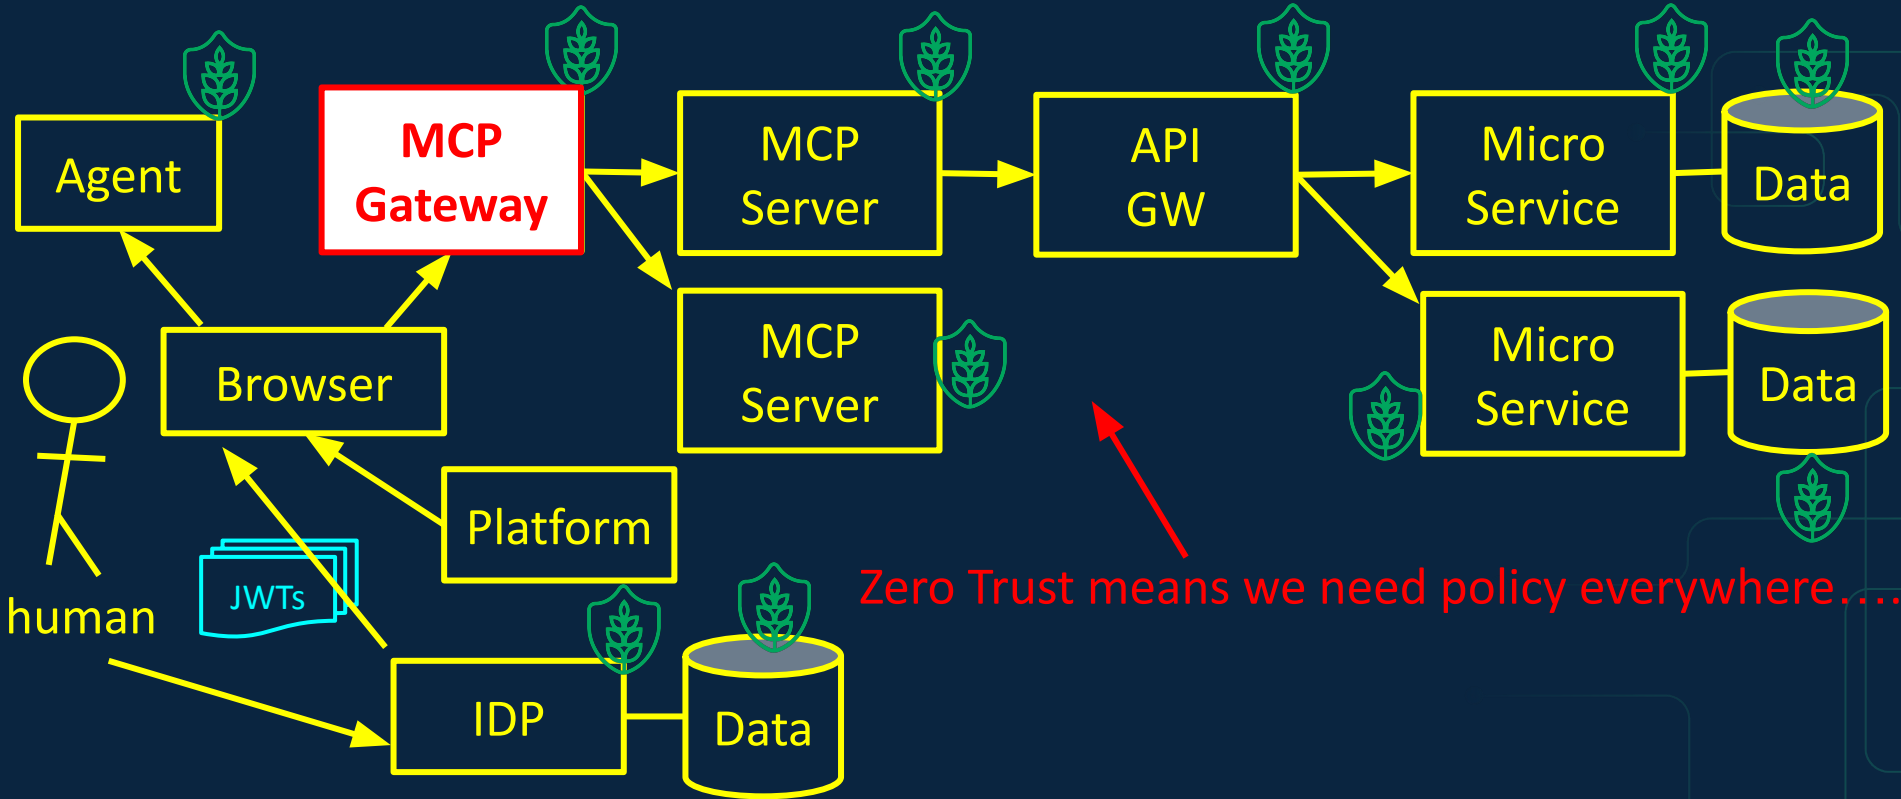 Agent
MCP
Gateway
MCP
Server
API
GW
Micro
Service
Data
Browser
MCP
Server
Micro
Service
Data
Platform
JWTs
human
Zero Trust means we need policy everywhere....
IDP
Data